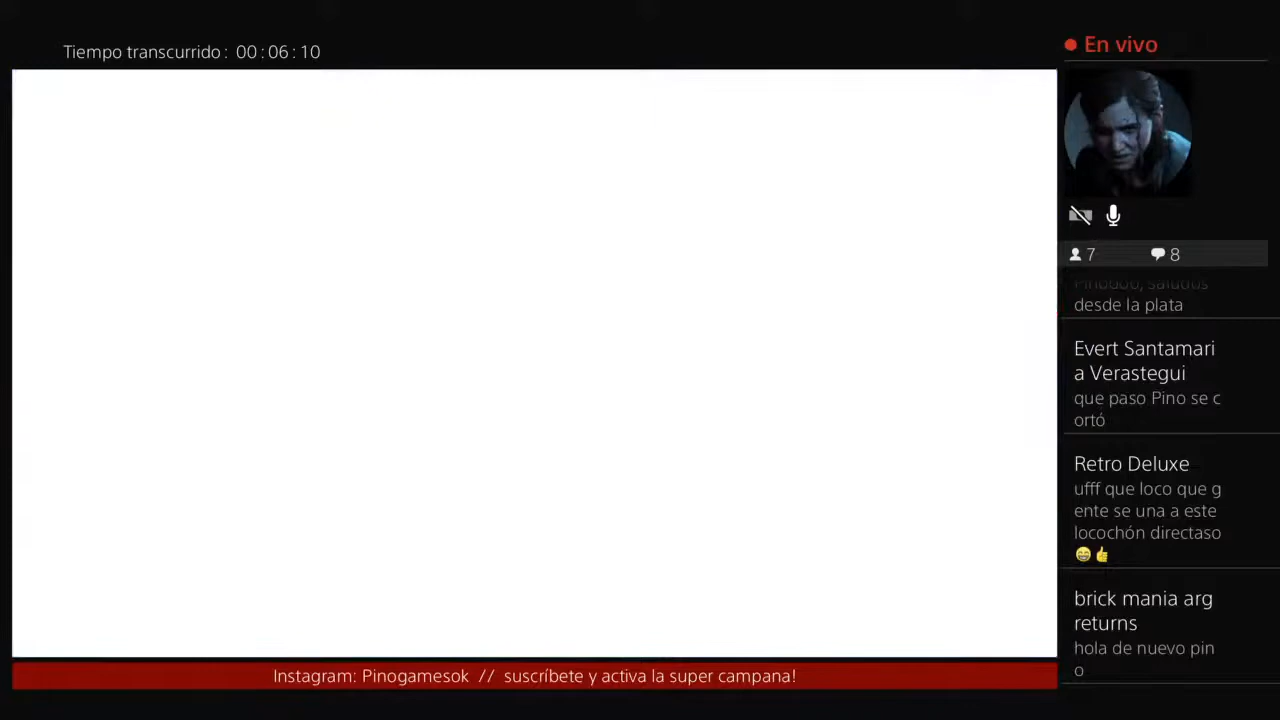 Tiempo transcurrido: 00:06:10
En vivo
7 8
saludos
desde la plata
Evert Santamari
a Verastegui
que paso Pino se c
ortó
Retro Deluxe
ufff que loco que g
ente se una a este
locochón directaso
😁👍
brick mania arg
returns
hola de nuevo pin
o
Instagram: Pinogamesok // suscríbete y activa la super campana!